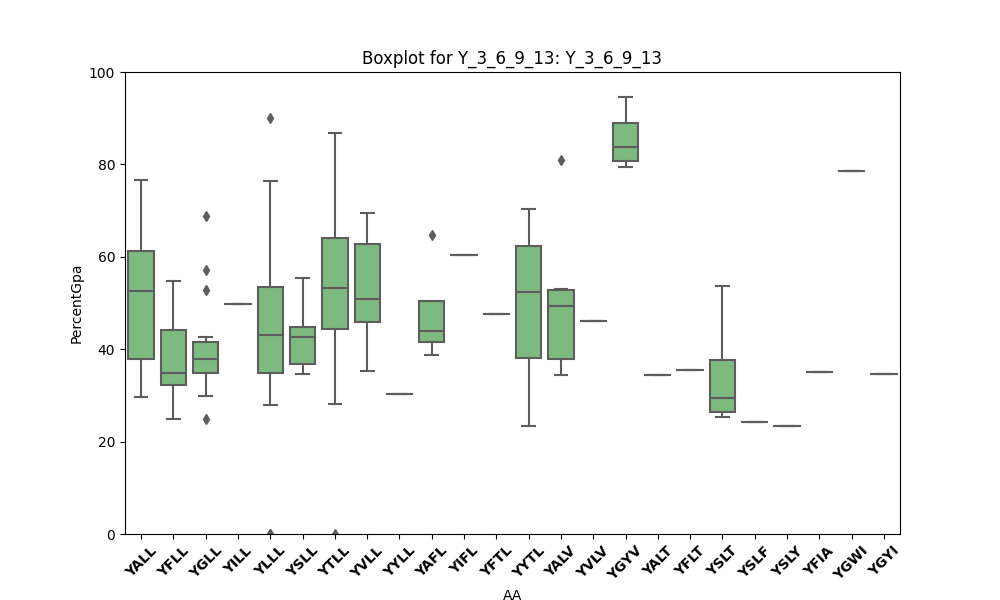 Boxplot for Y_3_6_9_13: Y_3_6_9_13
PercentGpa
100
80
60
40
20
0
YALL YFLL YGLL YILL YLLL YSLL YTLL YVLL YYLL YAFL YIFL YFTL YYTL YALV YVLV YGYV YALT YFLT YSLT YSLF YSLY YFIA YGWI YGYI
AA